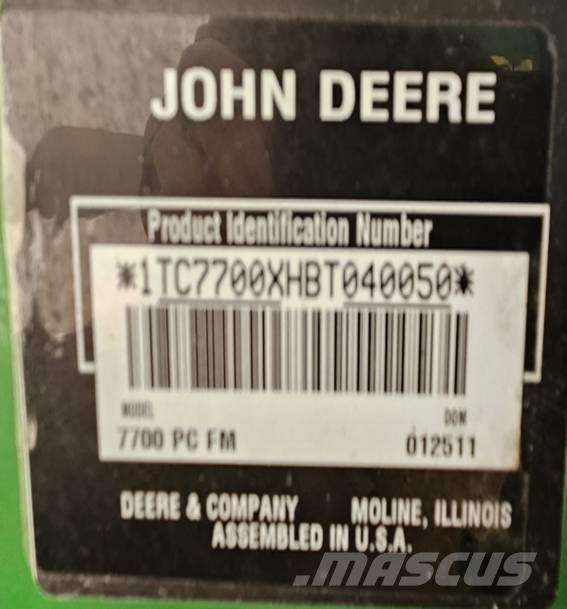 JOHN DEERE
Product Identification Number
*1TC7700XHBT040050*
MODEL DOM
7700 PC FM 012511
DEERE & COMPANY MOLINE, ILLINOIS
ASSEMBLED IN U.S.A.
MASCUS